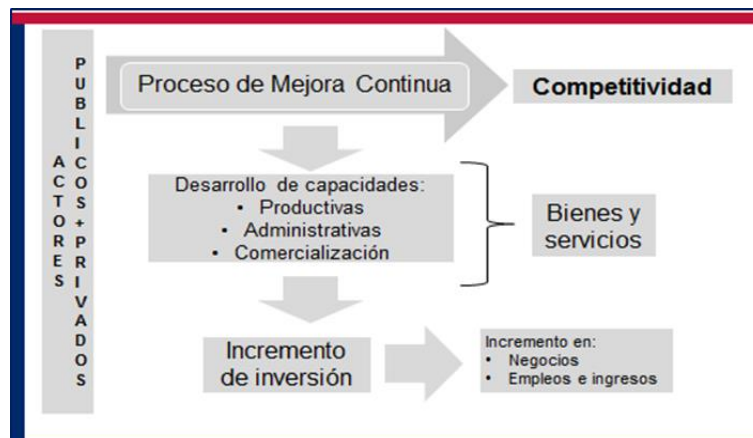 ACTORES
PUBLICOS+PRIVADOS
Proceso de Mejora Continua
Competitividad
Desarrollo de capacidades:
• Productivas
• Administrativas
• Comercialización
Bienes y
servicios
Incremento
de inversión
Incremento en:
• Negocios
• Empleos e ingresos